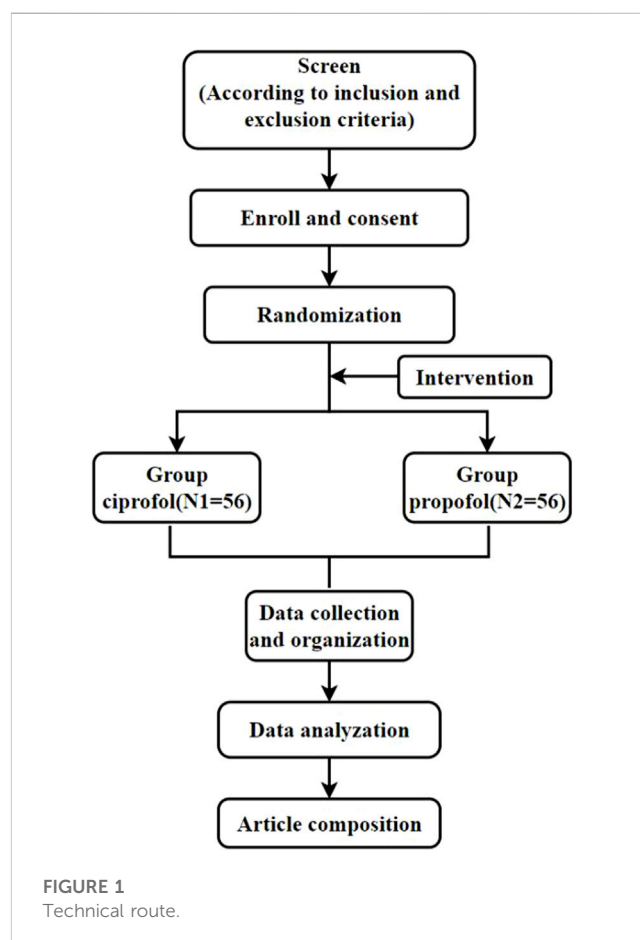 Screen
(According to inclusion and
exclusion criteria)
Enroll and consent
Randomization
Intervention
Group
ciprofol(N1=56)
Group
propofol(N2=56)
Data collection
and organization
Data analyzation
Article composition
FIGURE 1
Technical route.